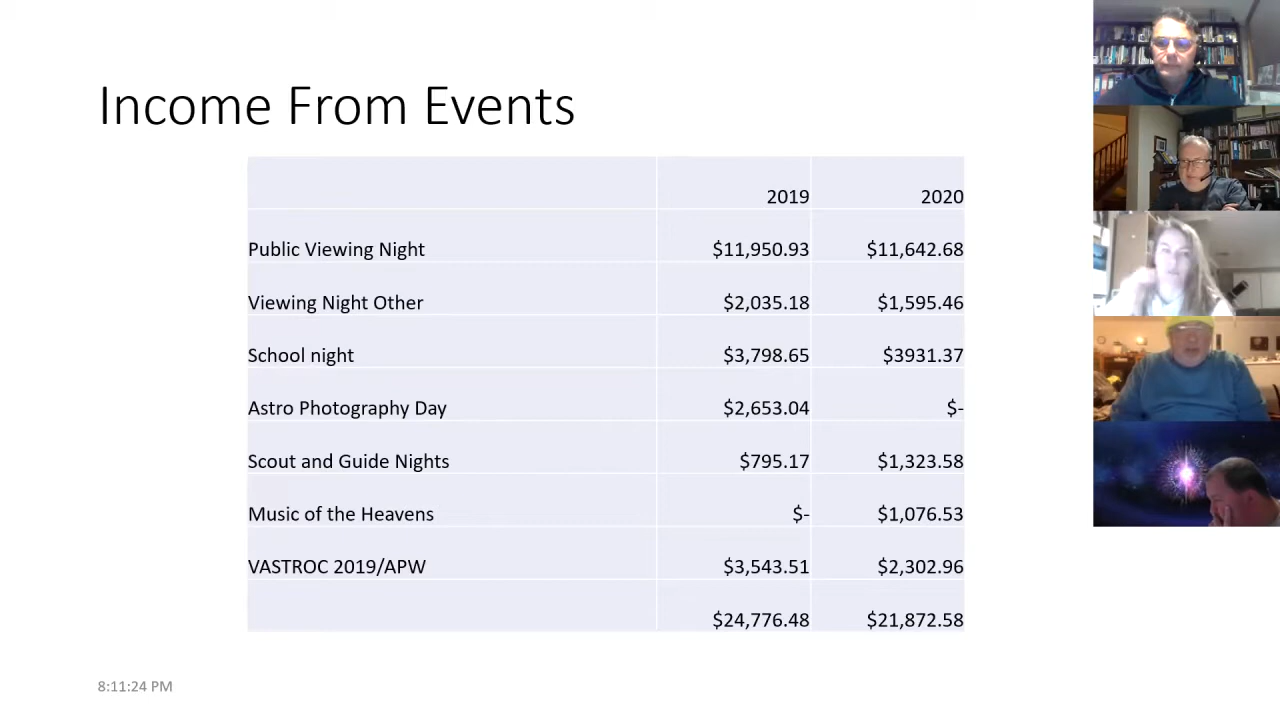 Income From Events
2019 2020
Public Viewing Night $11,950.93 $11,642.68
Viewing Night Other $2,035.18 $1,595.46
School night $3,798.65 $3931.37
Astro Photography Day $2,653.04 $-
Scout and Guide Nights $795.17 $1,323.58
Music of the Heavens $- $1,076.53
VASTROC 2019/APW $3,543.51 $2,302.96
$24,776.48 $21,872.58
8:11:24 PM